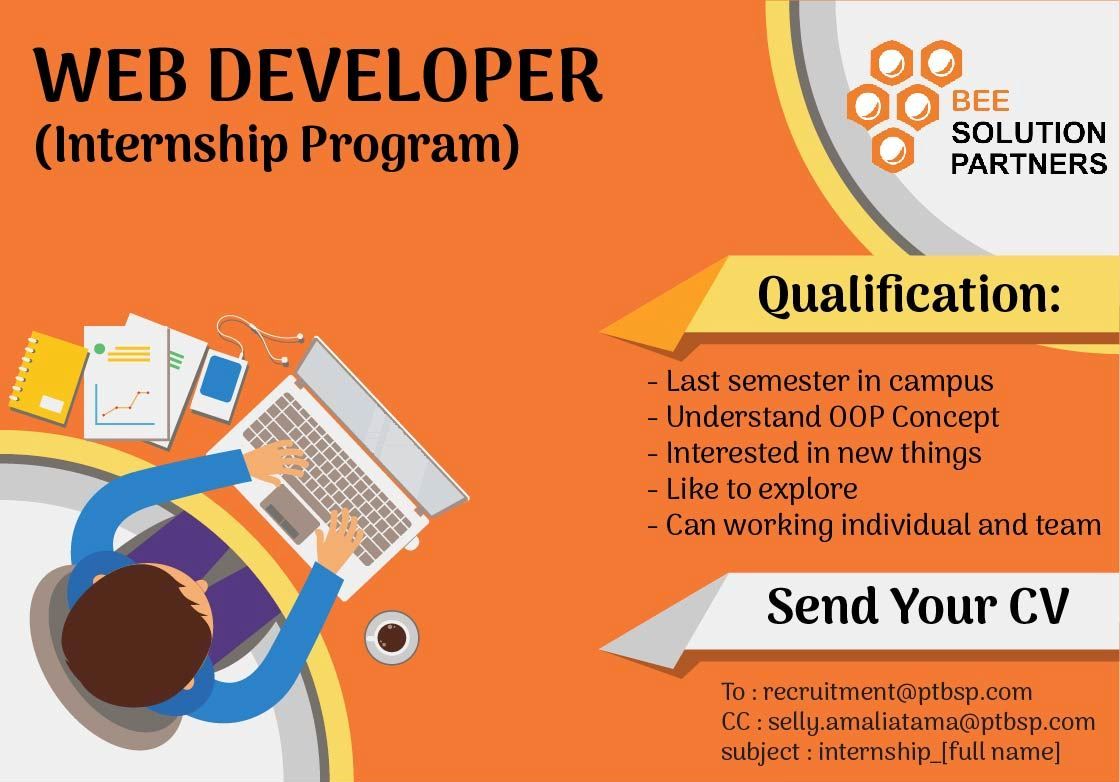 WEB DEVELOPER
(Internship Program)
BEE
SOLUTION
PARTNERS
Qualification:
- Last semester in campus
- Understand OOP Concept
- Interested in new things
- Like to explore
- Can working individual and team
Send Your CV
To : recruitment@ptbsp.com
CC : selly.amaliatama@ptbsp.com
subject : internship_[full name]